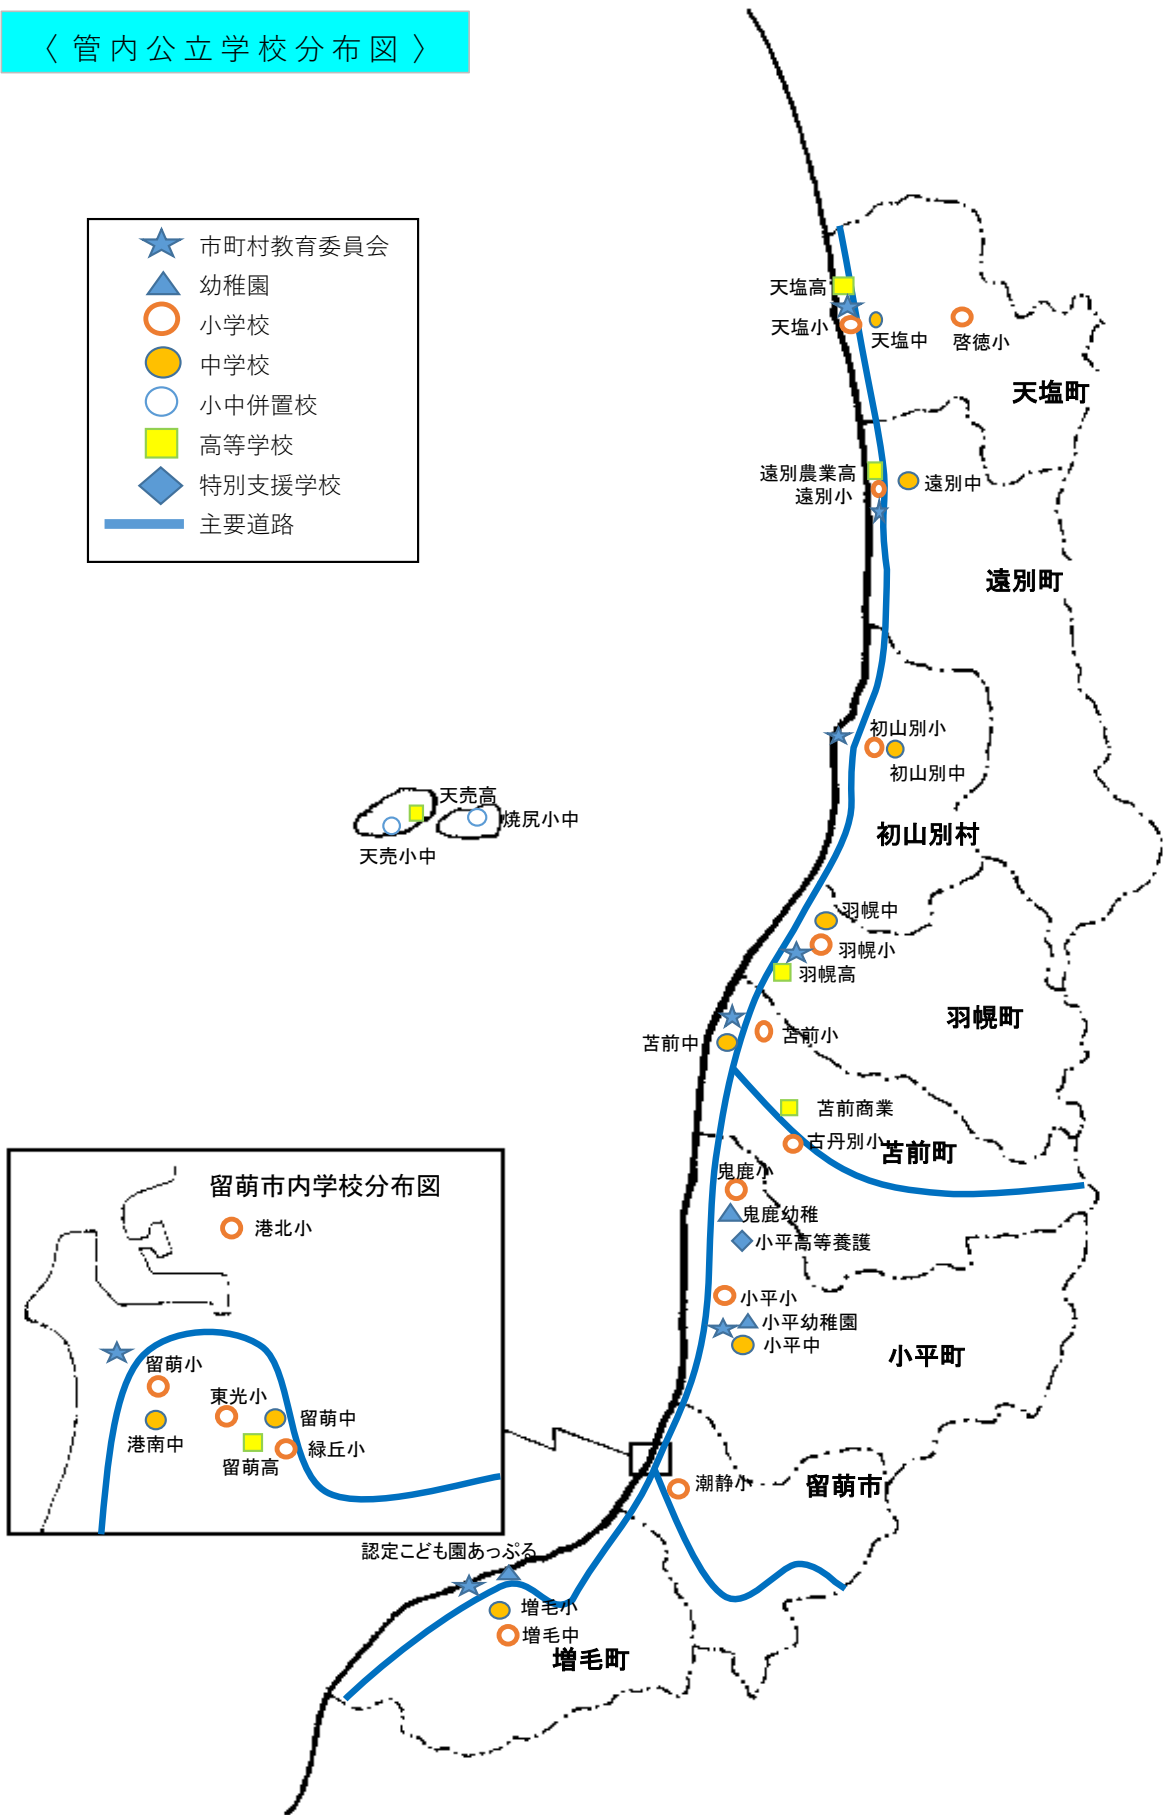 〈 管内公立学校分布図 〉
市町村教育委員会
幼稚園
小学校
中学校
小中併置校
高等学校
特別支援学校
主要道路
天塩高
天塩小
天塩中
啓徳小
天塩町
遠別農業高
遠別小
遠別中
遠別町
初山別小
初山別中
初山別村
天売高
焼尻小中
天売小中
羽幌中
羽幌小
羽幌高
羽幌町
苫前中
苫前小
苫前商業
古丹別小
苫前町
鬼鹿小
鬼鹿幼稚
小平高等養護
小平小
小平幼稚園
小平中
小平町
留萌市内学校分布図
港北小
留萌小
東光小
留萌中
港南中
留萌高
緑丘小
潮静小
留萌市
認定こども園あっぷる
増毛小
増毛中
増毛町